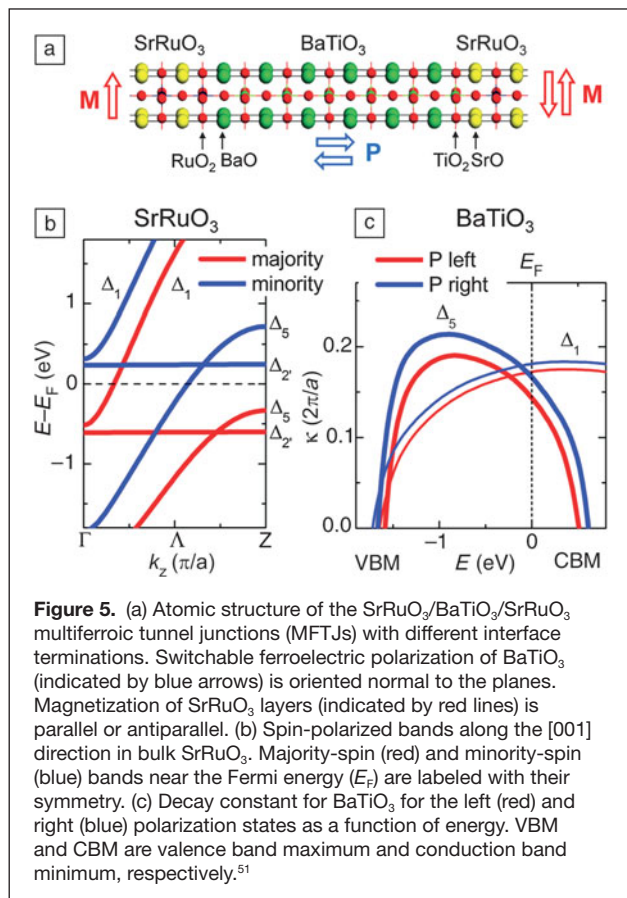 a
SrRuO₃ BaTiO₃ SrRuO₃
M M
RuO₂ BaO P TiO₂ SrO
b SrRuO₃
majority
minority
Δ₁ Δ₁
Δ₅
Δ₂'
Δ₅
Δ₂'
E–E_F (eV)
1
0
−1
Γ Λ Z
k_z (π/a)
c BaTiO₃
P left E_F
P right
Δ₅
Δ₁
κ (2π/a)
0.2
0.1
0.0
−1 0
VBM E (eV) CBM
Figure 5. (a) Atomic structure of the SrRuO₃/BaTiO₃/SrRuO₃
multiferroic tunnel junctions (MFTJs) with different interface
terminations. Switchable ferroelectric polarization of BaTiO₃
(indicated by blue arrows) is oriented normal to the planes.
Magnetization of SrRuO₃ layers (indicated by red lines) is
parallel or antiparallel. (b) Spin-polarized bands along the [001]
direction in bulk SrRuO₃. Majority-spin (red) and minority-spin
(blue) bands near the Fermi energy (E_F) are labeled with their
symmetry. (c) Decay constant for BaTiO₃ for the left (red) and
right (blue) polarization states as a function of energy. VBM
and CBM are valence band maximum and conduction band
minimum, respectively.⁵¹